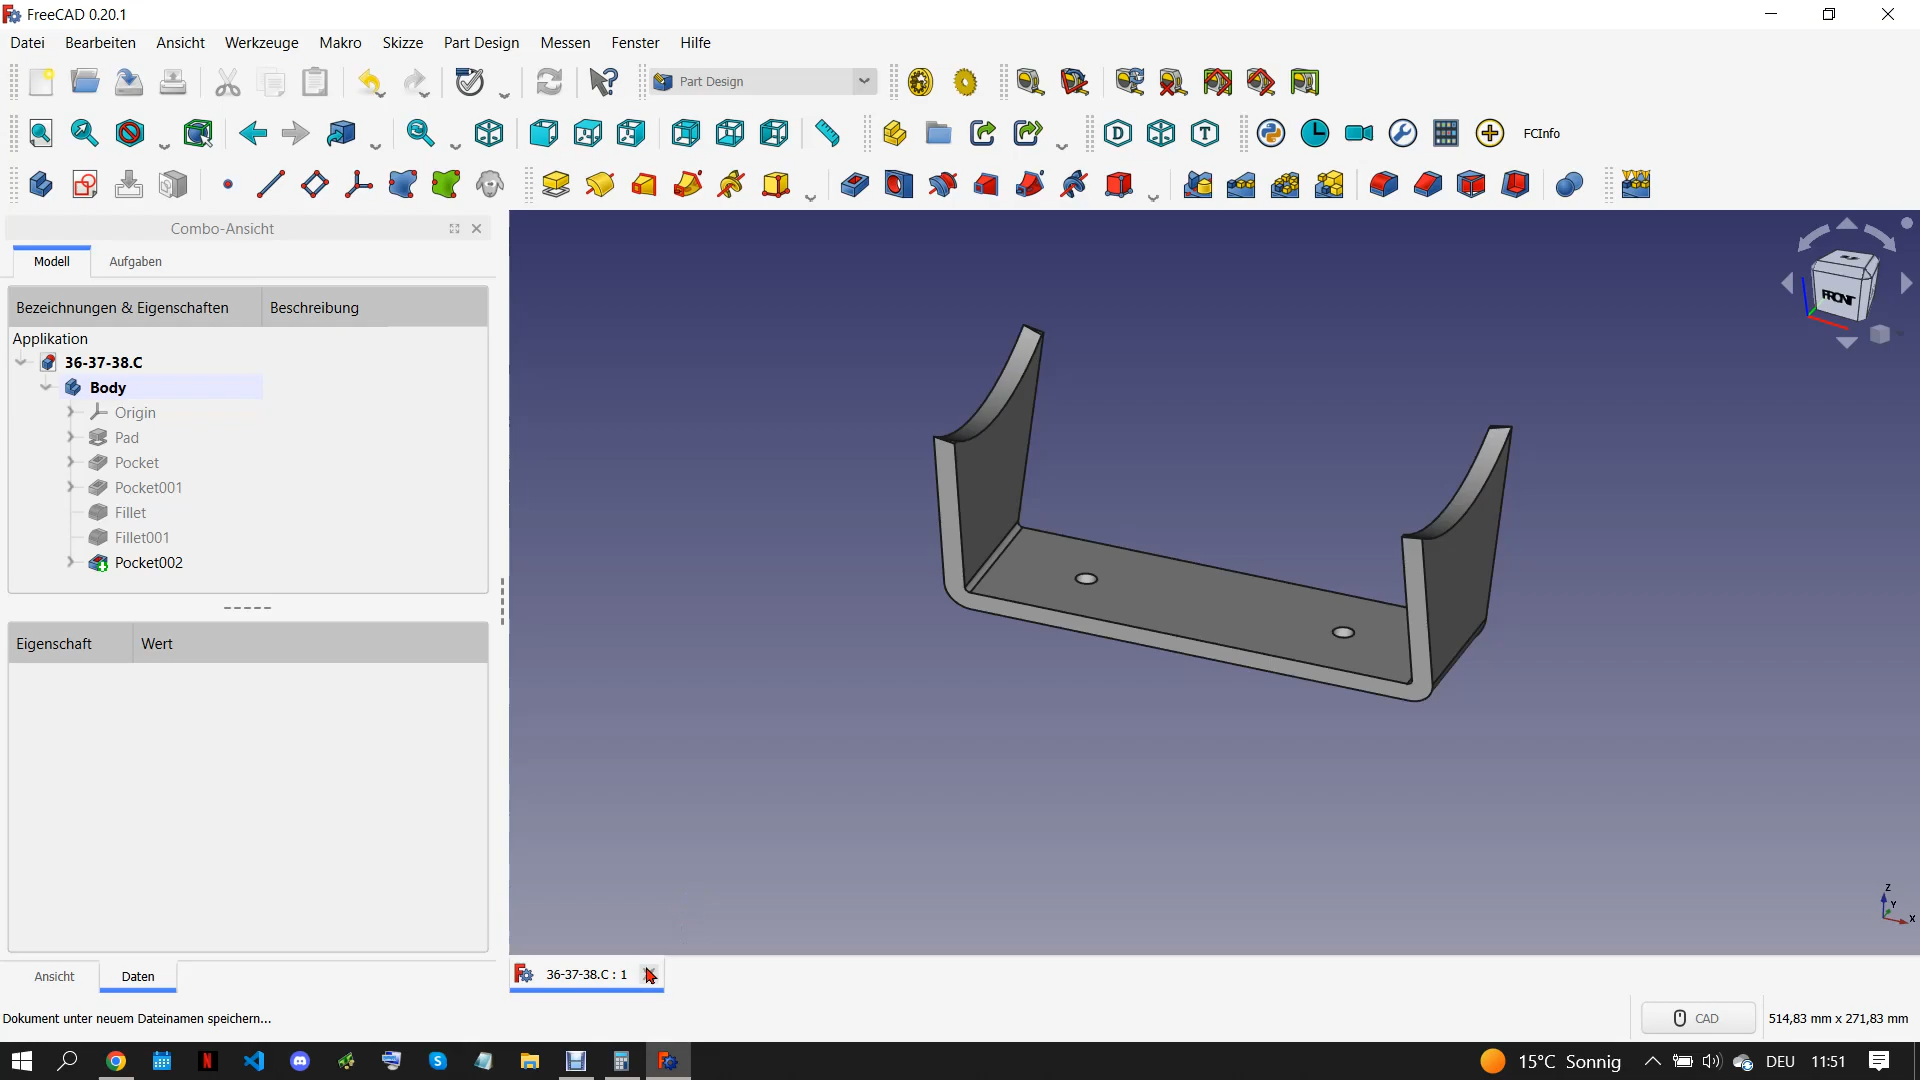 FreeCAD 0.20.1
Datei Bearbeiten Ansicht Werkzeuge Makro Skizze Part Design Messen Fenster Hilfe
Part Design
D T FCInfo
Combo-Ansicht
Modell Aufgaben
Bezeichnungen & Eigenschaften Beschreibung
Applikation
36-37-38.C
Body
Origin
Pad
Pocket
Pocket001
Fillet
Fillet001
Pocket002
Eigenschaft Wert
FRONT
Z
Y
X
Ansicht Daten
36-37-38.C : 1
Dokument unter neuem Dateinamen speichern...
CAD 514,83 mm x 271,83 mm
15°C Sonnig DEU 11:51